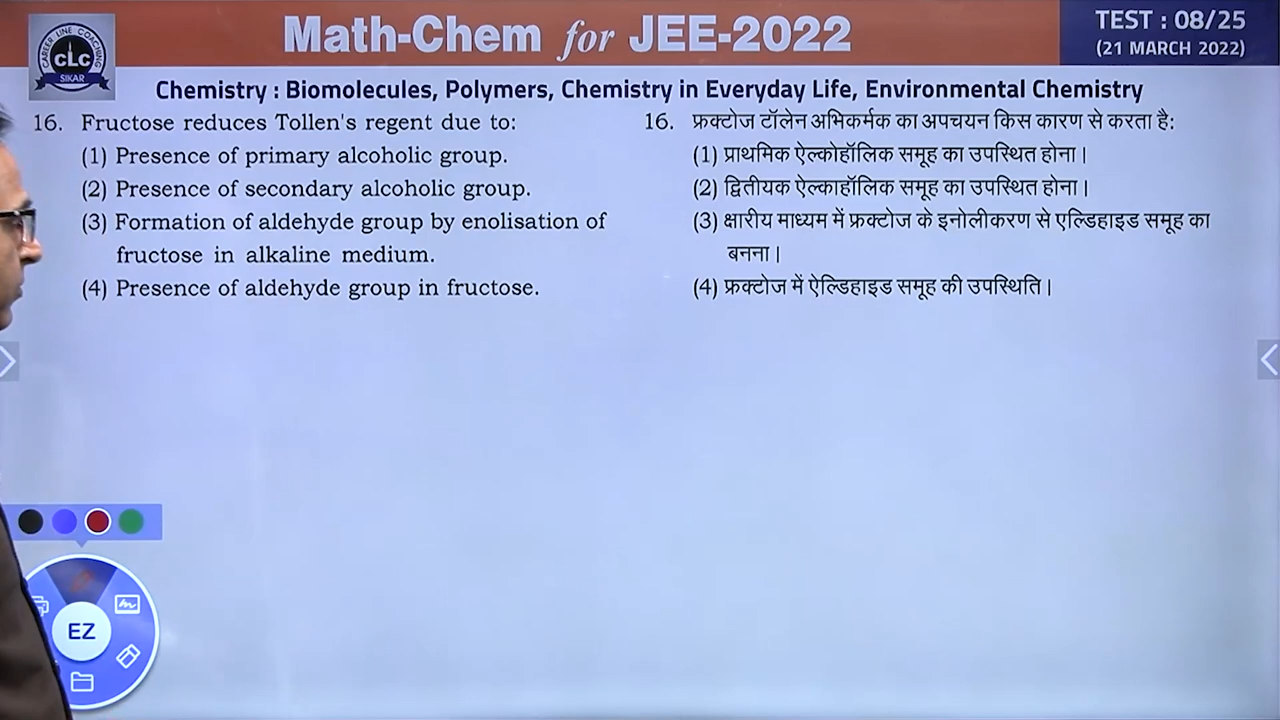 Math-Chem for JEE-2022
TEST : 08/25
(21 MARCH 2022)
CAREER LINE COACHING
CLC
SIKAR
Chemistry : Biomolecules, Polymers, Chemistry in Everyday Life, Environmental Chemistry
16. Fructose reduces Tollen's regent due to:
(1) Presence of primary alcoholic group.
(2) Presence of secondary alcoholic group.
(3) Formation of aldehyde group by enolisation of
fructose in alkaline medium.
(4) Presence of aldehyde group in fructose.
16. फ्रक्टोज टॉलेन अभिकर्मक का अपचयन किस कारण से करता है:
(1) प्राथमिक ऐल्कोहॉलिक समूह का उपस्थित होना।
(2) द्वितीयक ऐल्काहॉलिक समूह का उपस्थित होना।
(3) क्षारीय माध्यम में फ्रक्टोज के इनोलीकरण से एल्डिहाइड समूह का
बनना।
(4) फ्रक्टोज में ऐल्डिहाइड समूह की उपस्थिति।
EZ